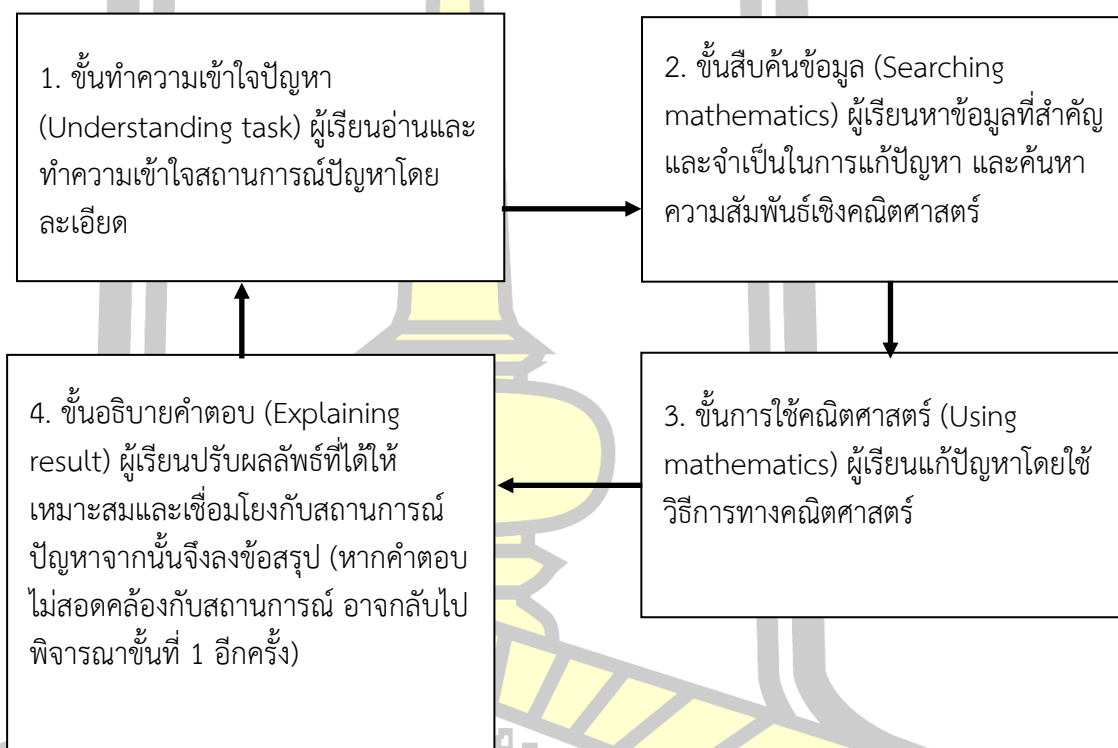 1. ขั้นทำความเข้าใจปัญหา
(Understanding task) ผู้เรียนอ่านและ
ทำความเข้าใจสถานการณ์ปัญหาโดย
ละเอียด
2. ขั้นสืบค้นข้อมูล (Searching
mathematics) ผู้เรียนหาข้อมูลที่สำคัญ
และจำเป็นในการแก้ปัญหา และค้นหา
ความสัมพันธ์เชิงคณิตศาสตร์
3. ขั้นการใช้คณิตศาสตร์ (Using
mathematics) ผู้เรียนแก้ปัญหาโดยใช้
วิธีการทางคณิตศาสตร์
4. ขั้นอธิบายคำตอบ (Explaining
result) ผู้เรียนปรับผลลัพธ์ที่ได้ให้
เหมาะสมและเชื่อมโยงกับสถานการณ์
ปัญหาจากนั้นจึงลงข้อสรุป (หากคำตอบ
ไม่สอดคล้องกับสถานการณ์ อาจกลับไป
พิจารณาขั้นที่ 1 อีกครั้ง)